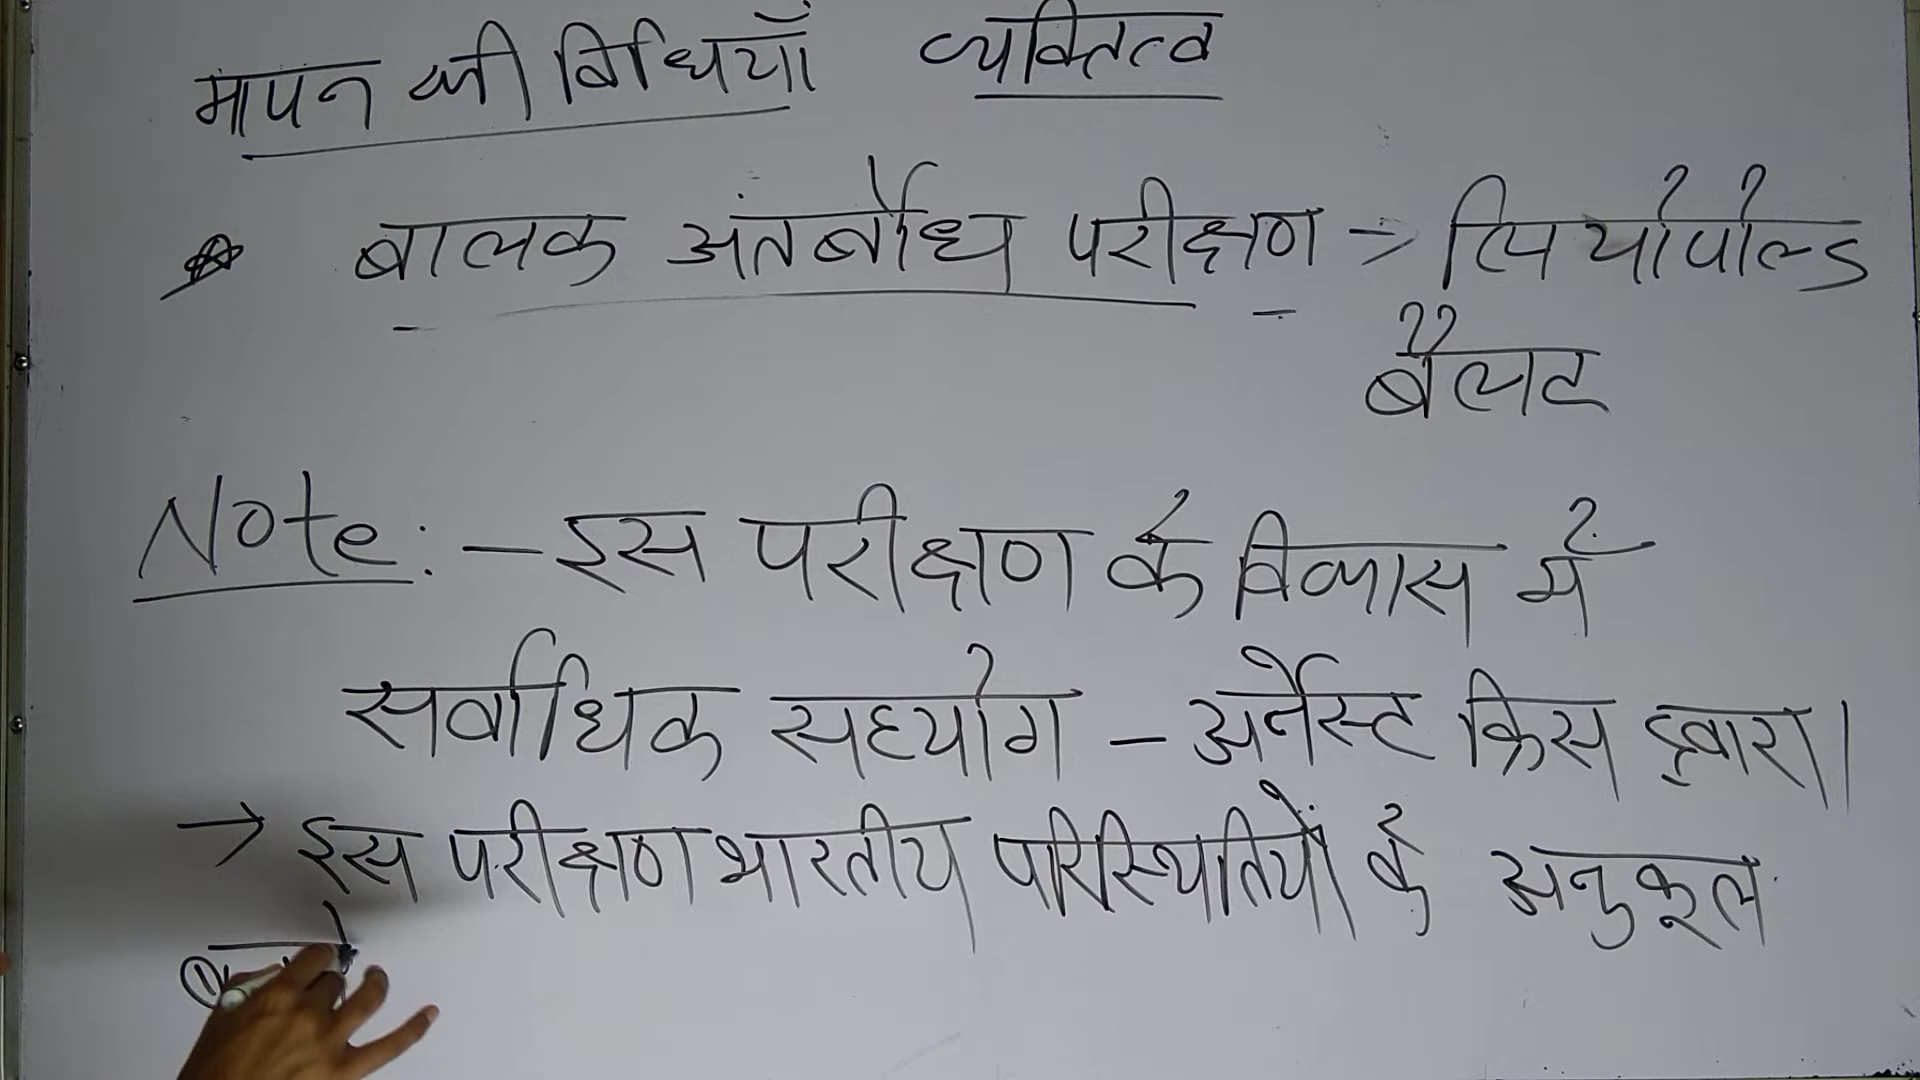 मापन की विधियाँ व्यक्तित्व
बालक अंतर्बोध परीक्षण → लियोपोल्ड
बैलट
Note:- इस परीक्षण के विकास में
सर्वाधिक सहयोग - अर्नेस्ट क्रिस द्वारा।
→ इस परीक्षण भारतीय परिस्थितियों के अनुकूल